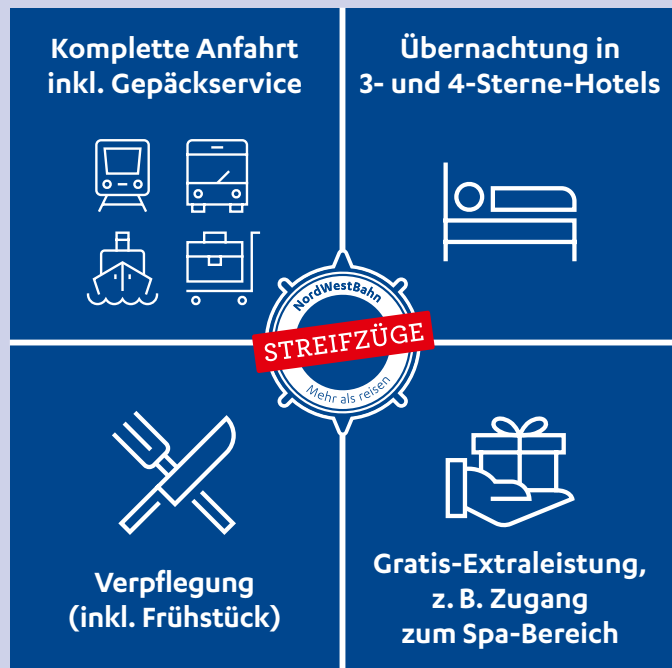 Komplette Anfahrt
inkl. Gepäckservice
Übernachtung in
3- und 4-Sterne-Hotels
NordWestBahn
STREIFZÜGE
Mehr als reisen
Verpflegung
(inkl. Frühstück)
Gratis-Extraleistung,
z. B. Zugang
zum Spa-Bereich